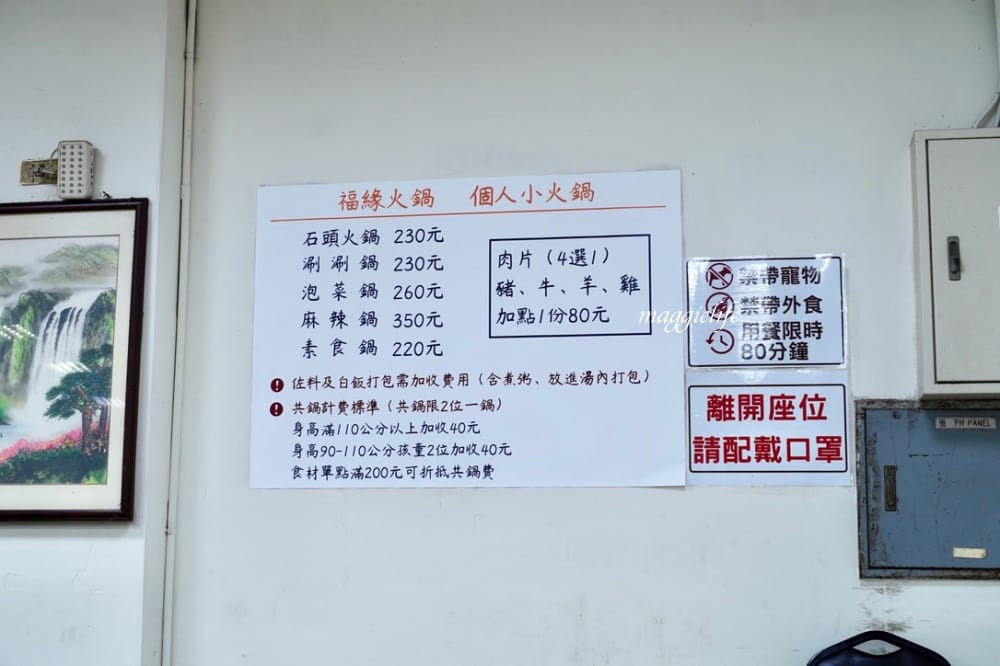 福緣火鍋 個人小火鍋
石頭火鍋 230元
涮涮鍋 230元
泡菜鍋 260元
麻辣鍋 350元
素食鍋 220元
肉片（4選1）
豬、牛、羊、雞
加點1份80元
佐料及白飯打包需加收費用（含煮粥、放進湯內打包）
共鍋計費標準（共鍋限2位一鍋）
身高滿110公分以上加收40元
身高90-110公分孩童2位加收40元
食材單點滿200元可折抵共鍋費
maggielife
禁帶寵物
禁帶外食
用餐限時
80分鐘
離開座位
請配戴口罩
PH PANEL